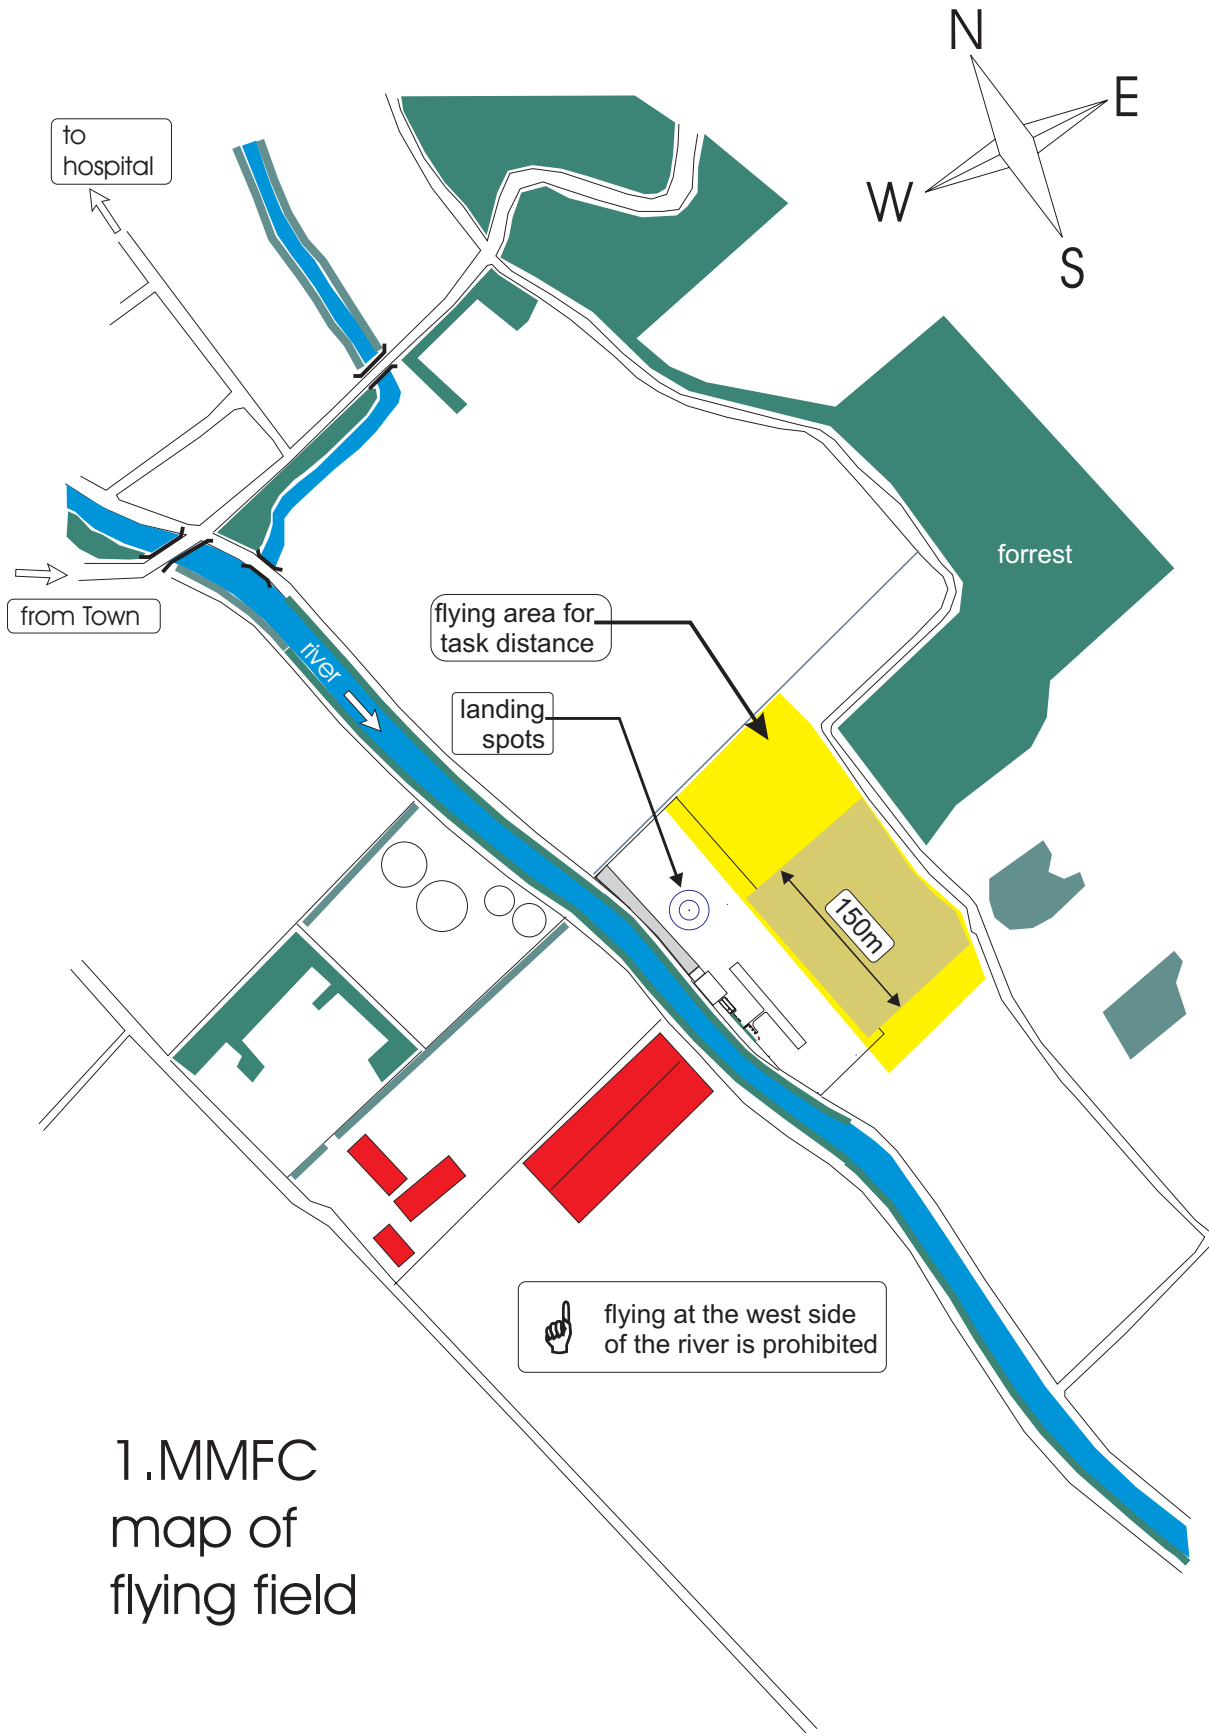 N
E
W
S
to
hospital
forrest
from Town
flying area for
task distance
river
landing
spots
150m
flying at the west side
of the river is prohibited
1.MMFC
map of
flying field